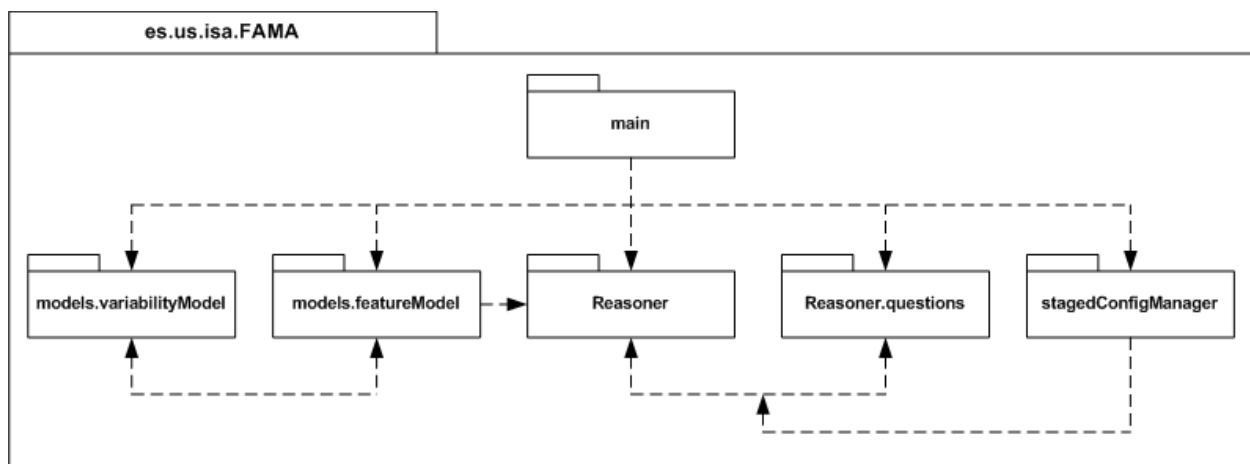 es.us.isa.FAMA
main
models.variabilityModel
models.featureModel
Reasoner
Reasoner.questions
stagedConfigManager